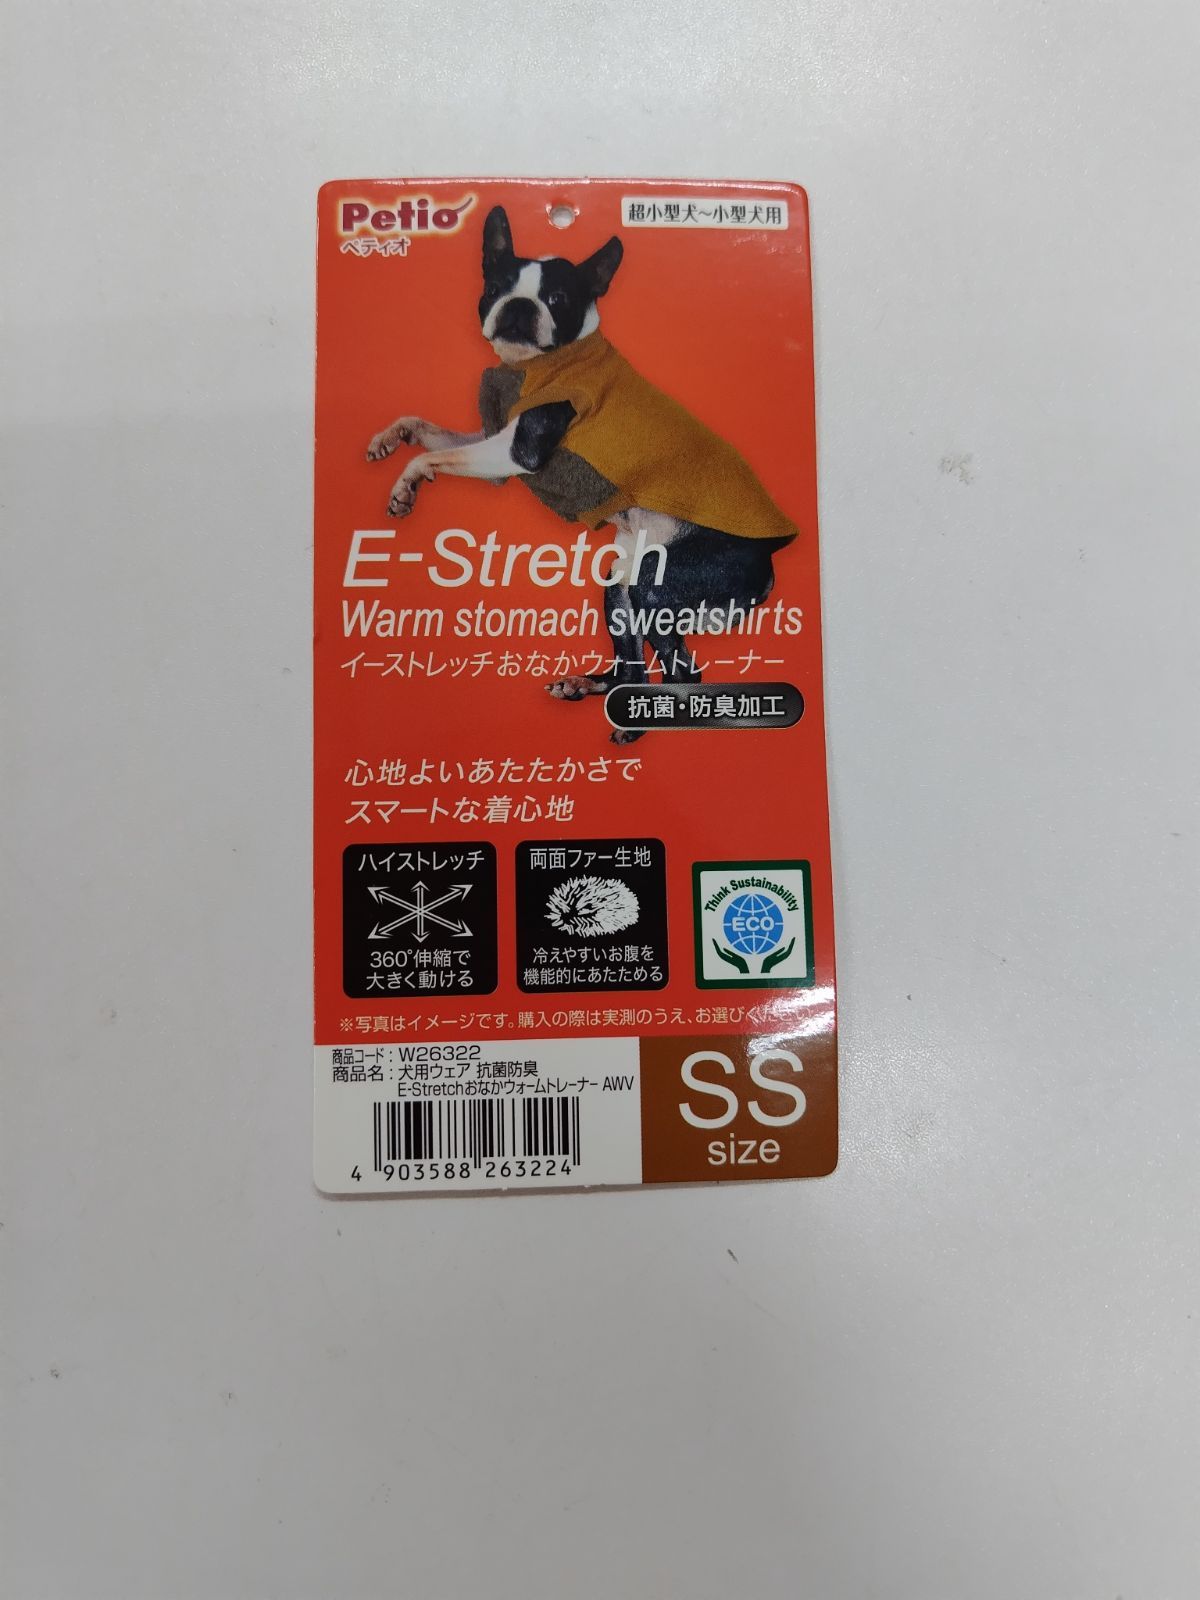 Petio
ペティオ
超小型犬〜小型犬用
E-Stretch
Warm stomach sweatshirts
イーストレッチおなかウォームトレーナー
抗菌・防臭加工
心地よいあたたかさで
スマートな着心地
ハイストレッチ
360°伸縮で
大きく動ける
両面ファー生地
冷えやすいお腹を
機能的にあたためる
Think Sustainability
ECO
※写真はイメージです。購入の際は実測のうえ、お選びください。
商品コード：W26322
商品名：犬用ウェア 抗菌防臭
E-Stretchおなかウォームトレーナー AWV
4 903588 263224
SS
size